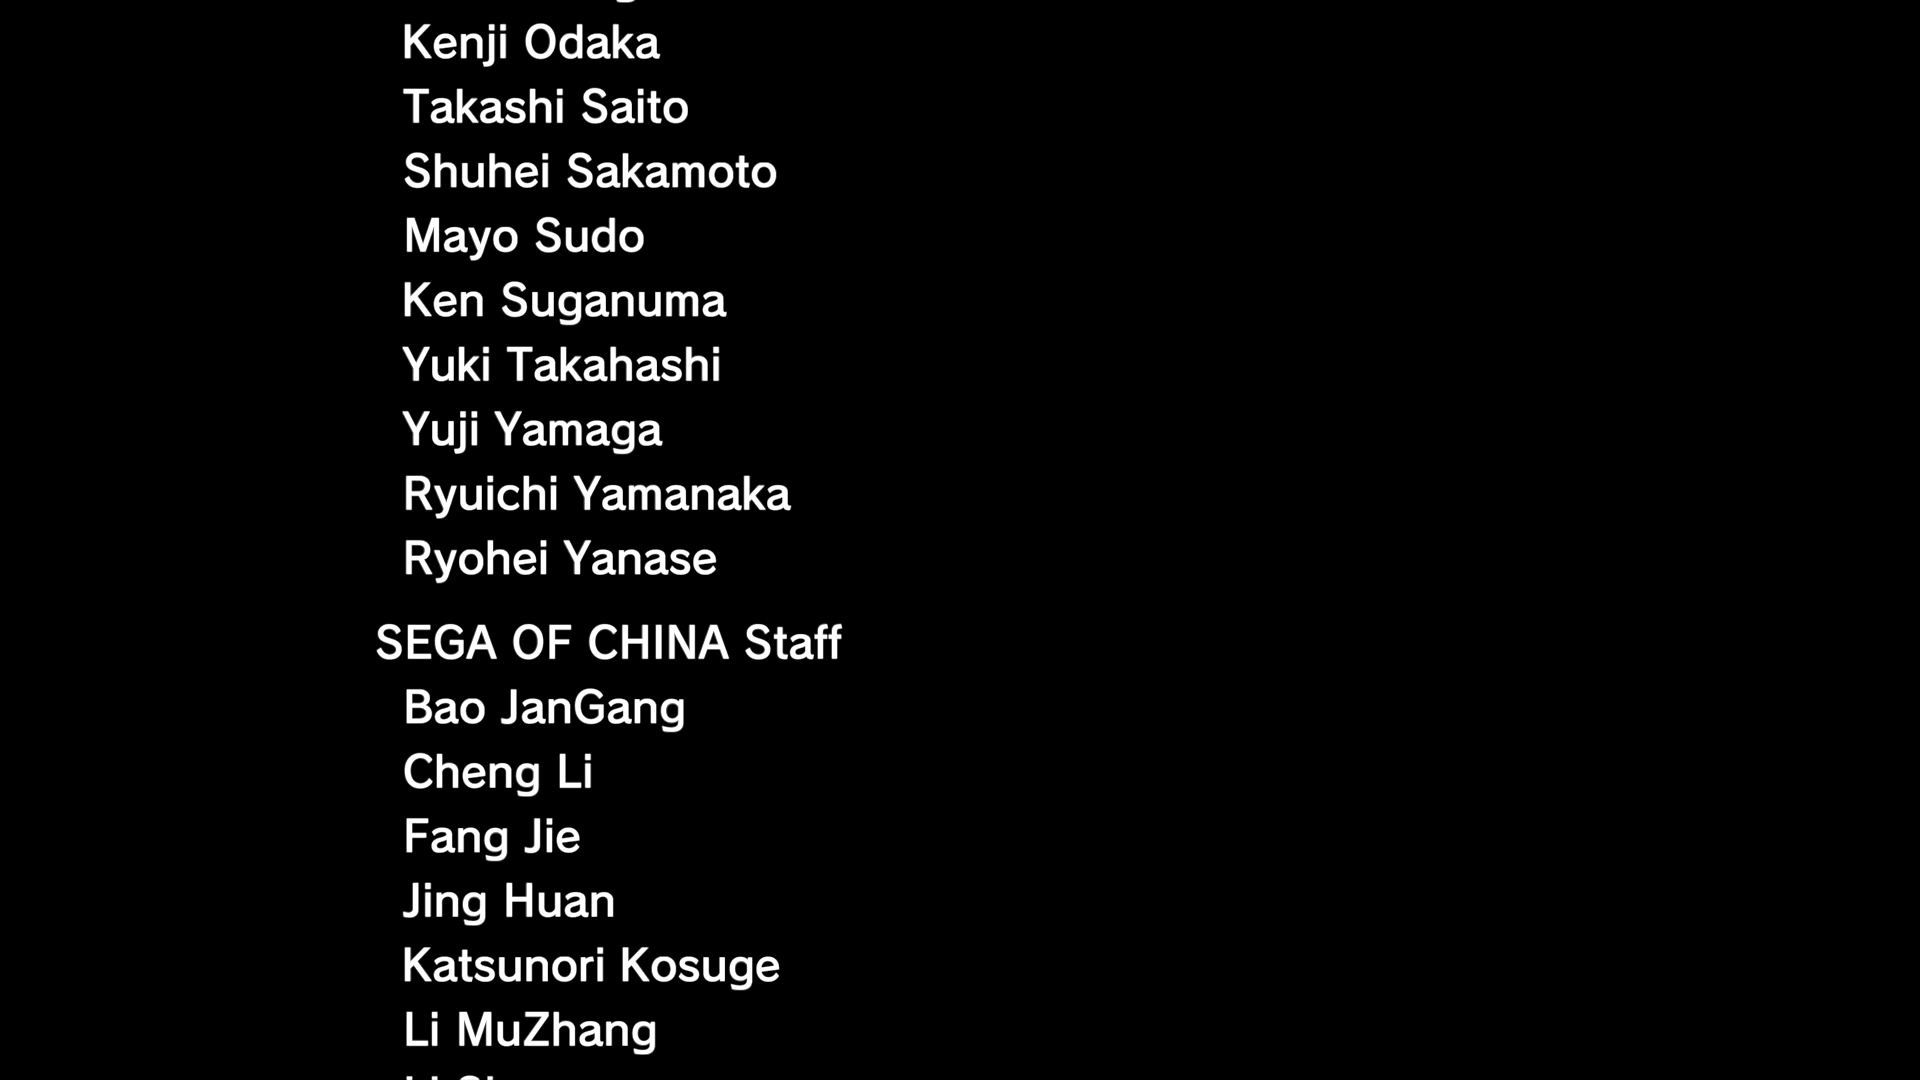 Kenji Odaka
Takashi Saito
Shuhei Sakamoto
Mayo Sudo
Ken Suganuma
Yuki Takahashi
Yuji Yamaga
Ryuichi Yamanaka
Ryohei Yanase
SEGA OF CHINA Staff
Bao JanGang
Cheng Li
Fang Jie
Jing Huan
Katsunori Kosuge
Li MuZhang